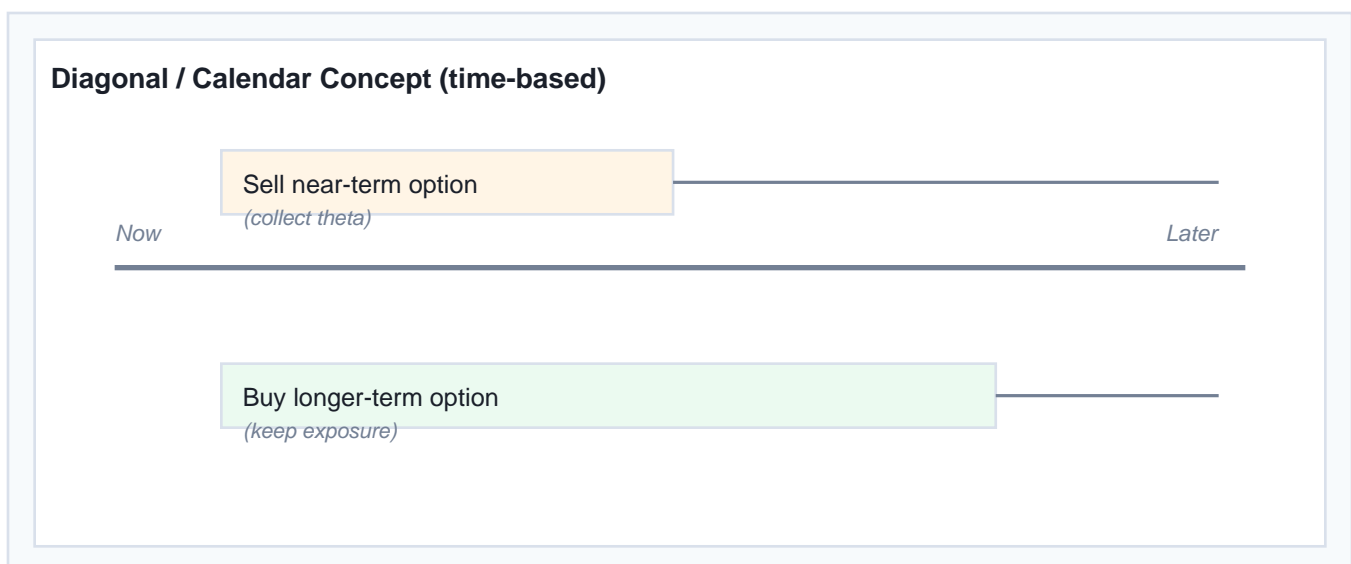 Diagonal / Calendar Concept (time-based)
Sell near-term option
(collect theta)
Now
Later
Buy longer-term option
(keep exposure)